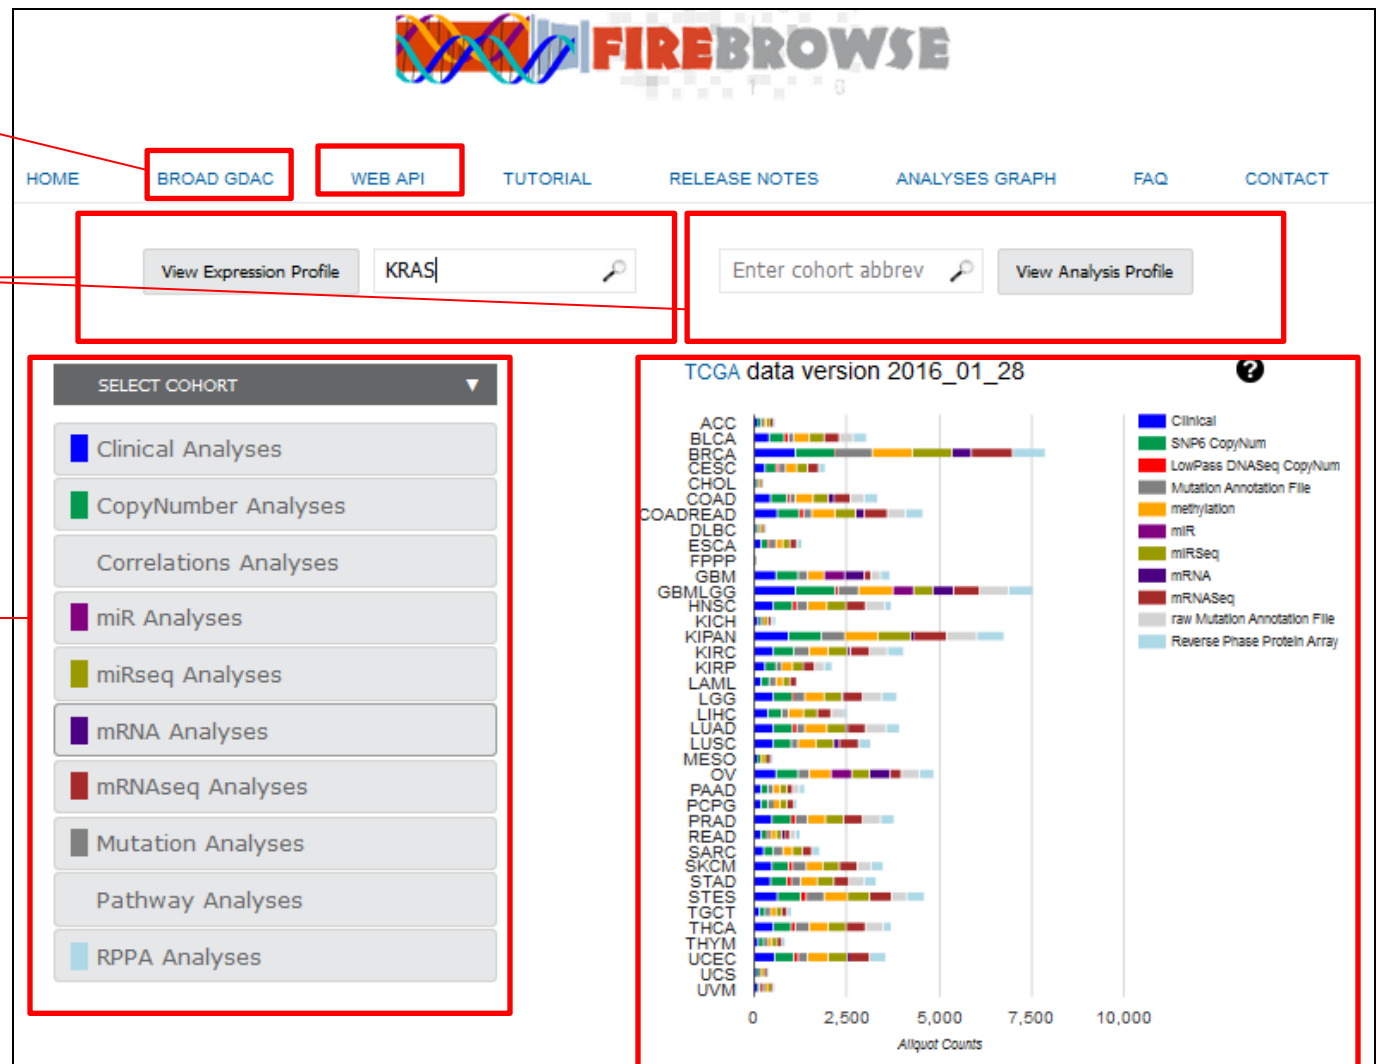 FIREBROWSE
1 0
HOME BROAD GDAC WEB API TUTORIAL RELEASE NOTES ANALYSES GRAPH FAQ CONTACT
View Expression Profile KRAS Enter cohort abbrev View Analysis Profile
SELECT COHORT ▼
Clinical Analyses
CopyNumber Analyses
Correlations Analyses
miR Analyses
miRseq Analyses
mRNA Analyses
mRNAseq Analyses
Mutation Analyses
Pathway Analyses
RPPA Analyses
TCGA data version 2016_01_28 ?
ACC
BLCA
BRCA
CESC
CHOL
COAD
COADREAD
DLBC
ESCA
FPPP
GBM
GBMLGG
HNSC
KICH
KIPAN
KIRC
KIRP
LAML
LGG
LIHC
LUAD
LUSC
MESO
OV
PAAD
PCPG
PRAD
READ
SARC
SKCM
STAD
STES
TGCT
THCA
THYM
UCEC
UCS
UVM
0 2,500 5,000 7,500 10,000
Aliquot Counts
Clinical
SNP6 CopyNum
LowPass DNASeq CopyNum
Mutation Annotation File
methylation
miR
miRSeq
mRNA
mRNASeq
raw Mutation Annotation File
Reverse Phase Protein Array